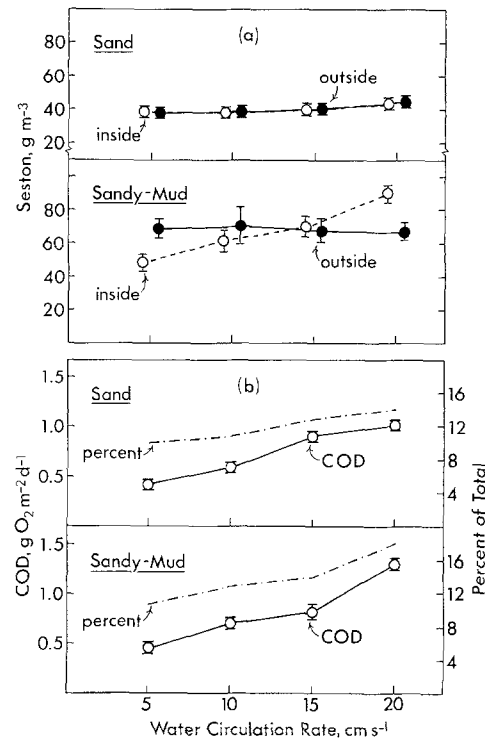 (a)
Sand
80
60
40
20
inside
outside
Seston, g m⁻³
Sandy-Mud
80
60
40
20
0
inside
outside
(b)
Sand
1.5
1.0
0.5
16
12
8
4
percent
COD
COD, g O₂ m⁻² d⁻¹
Percent of Total
Sandy-Mud
1.5
1.0
0.5
16
12
8
4
percent
COD
5 10 15 20
Water Circulation Rate, cm s⁻¹